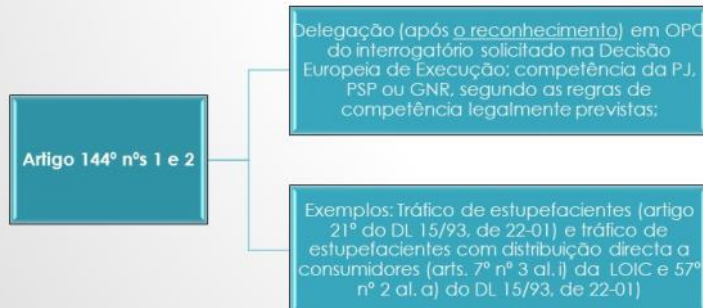 Artigo 144º nºs 1 e 2
Delegação (após o reconhecimento) em OPC
do interrogatório solicitado na Decisão
Europeia de Execução; competência da PJ,
PSP ou GNR, segundo as regras de
competência legalmente previstas;
Exemplos: Tráfico de estupefacientes (artigo
21º do DL 15/93, de 22-01) e tráfico de
estupefacientes com distribuição directa a
consumidores (arts. 7º nº 3 al. i) da LOIC e 57º
nº 2 al. a) do DL 15/93, de 22-01)